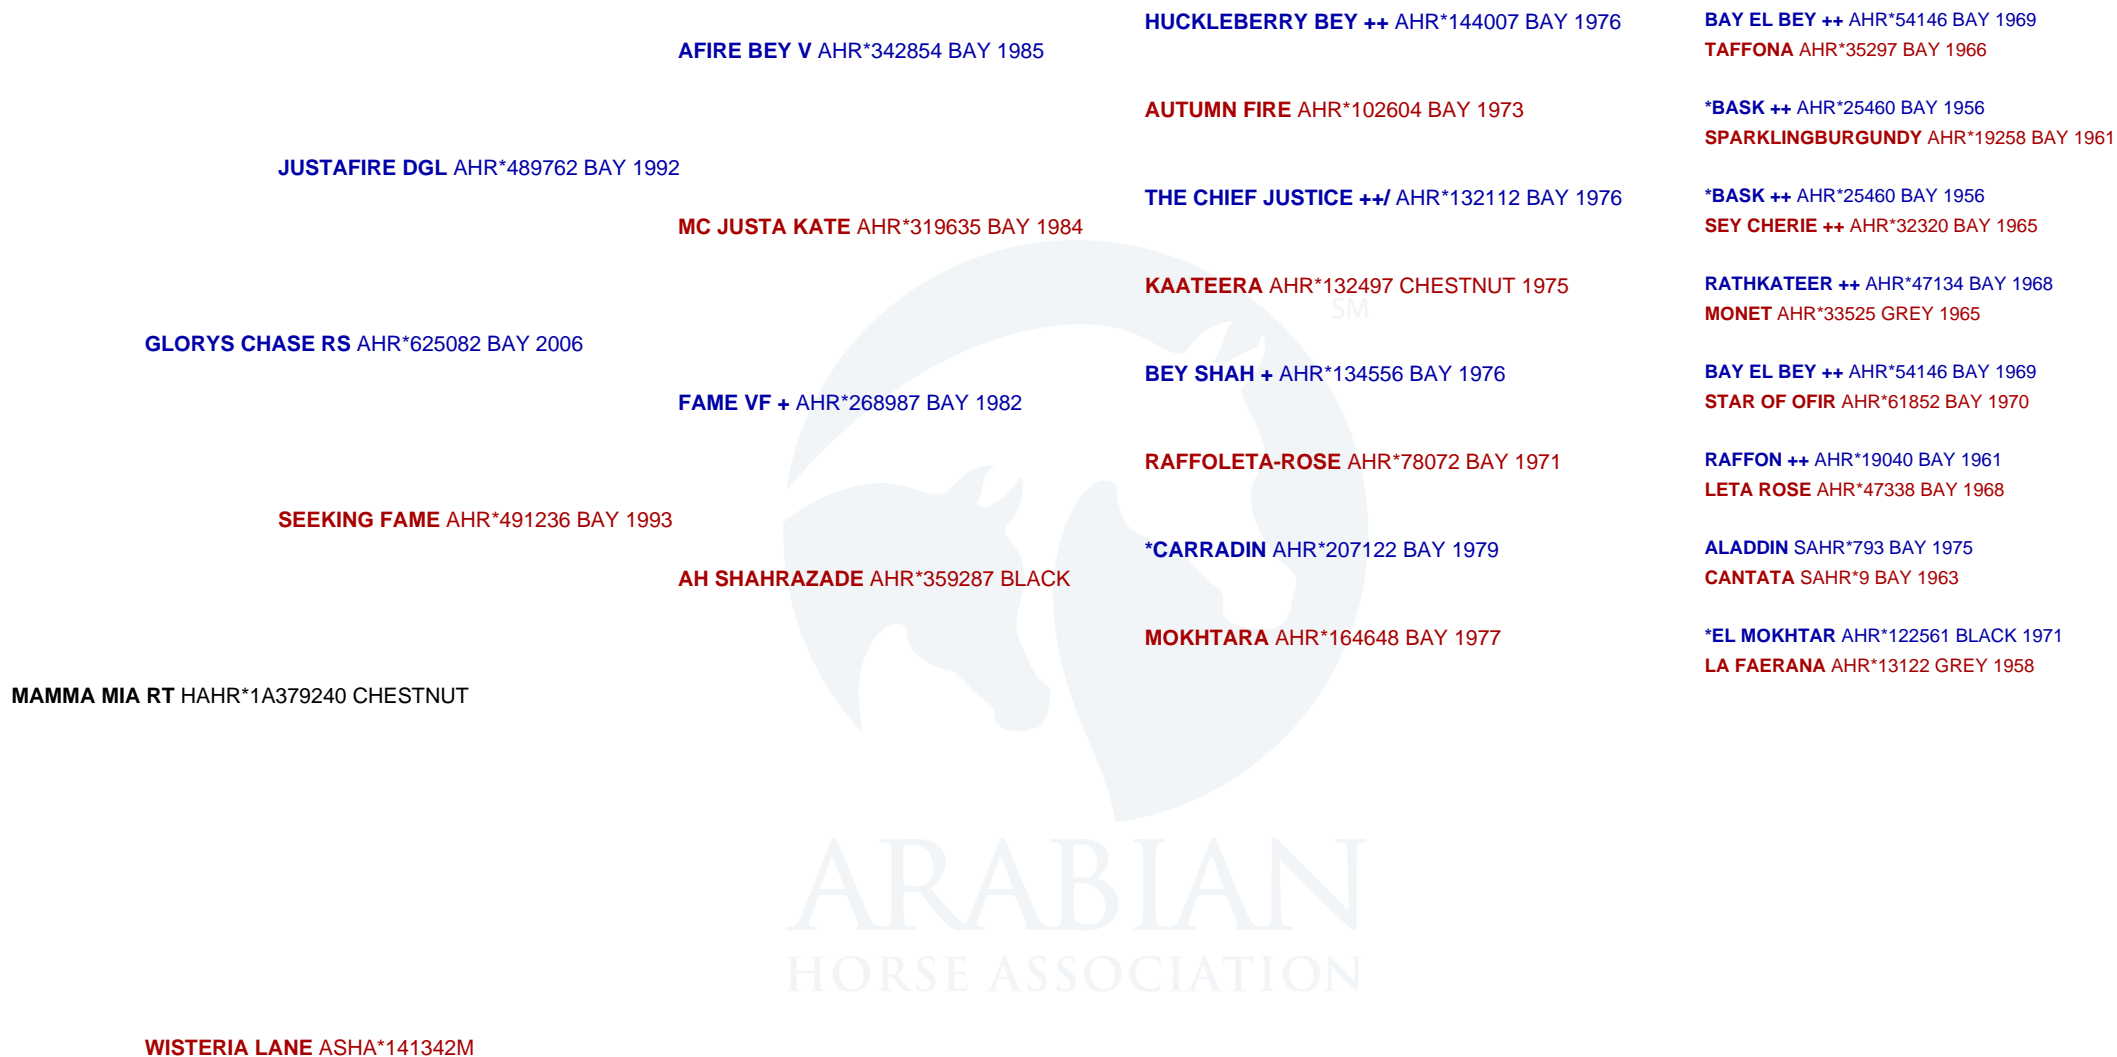 HUCKLEBERRY BEY ++ AHR*144007 BAY 1976
BAY EL BEY ++ AHR*54146 BAY 1969
AFIRE BEY V AHR*342854 BAY 1985
TAFFONA AHR*35297 BAY 1966
AUTUMN FIRE AHR*102604 BAY 1973
*BASK ++ AHR*25460 BAY 1956
SPARKLINGBURGUNDY AHR*19258 BAY 1961
JUSTAFIRE DGL AHR*489762 BAY 1992
THE CHIEF JUSTICE ++/ AHR*132112 BAY 1976
*BASK ++ AHR*25460 BAY 1956
MC JUSTA KATE AHR*319635 BAY 1984
SEY CHERIE ++ AHR*32320 BAY 1965
KAATEERA AHR*132497 CHESTNUT 1975
RATHKATEER ++ AHR*47134 BAY 1968
SM
MONET AHR*33525 GREY 1965
GLORYS CHASE RS AHR*625082 BAY 2006
BEY SHAH + AHR*134556 BAY 1976
BAY EL BEY ++ AHR*54146 BAY 1969
FAME VF + AHR*268987 BAY 1982
STAR OF OFIR AHR*61852 BAY 1970
RAFFOLETA-ROSE AHR*78072 BAY 1971
RAFFON ++ AHR*19040 BAY 1961
LETA ROSE AHR*47338 BAY 1968
SEEKING FAME AHR*491236 BAY 1993
*CARRADIN AHR*207122 BAY 1979
ALADDIN SAHR*793 BAY 1975
AH SHAHRAZADE AHR*359287 BLACK
CANTATA SAHR*9 BAY 1963
MOKHTARA AHR*164648 BAY 1977
*EL MOKHTAR AHR*122561 BLACK 1971
LA FAERANA AHR*13122 GREY 1958
MAMMA MIA RT HAHR*1A379240 CHESTNUT
ARABIAN
HORSE ASSOCIATION
WISTERIA LANE ASHA*141342M